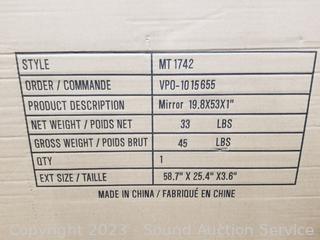 STYLE MT1742
ORDER / COMMANDE VPO-1015655
PRODUCT DESCRIPTION Mirror 19.8X53X1"
NET WEIGHT / POIDS NET 33 LBS
GROSS WEIGHT / POIDS BRUT 45 LBS
QTY 1
EXT SIZE / TAILLE 58.7" X 25.4" X3.6"
MADE IN CHINA / FABRIQUÉ EN CHINE
Copyright 2023 - Sound Auction Service